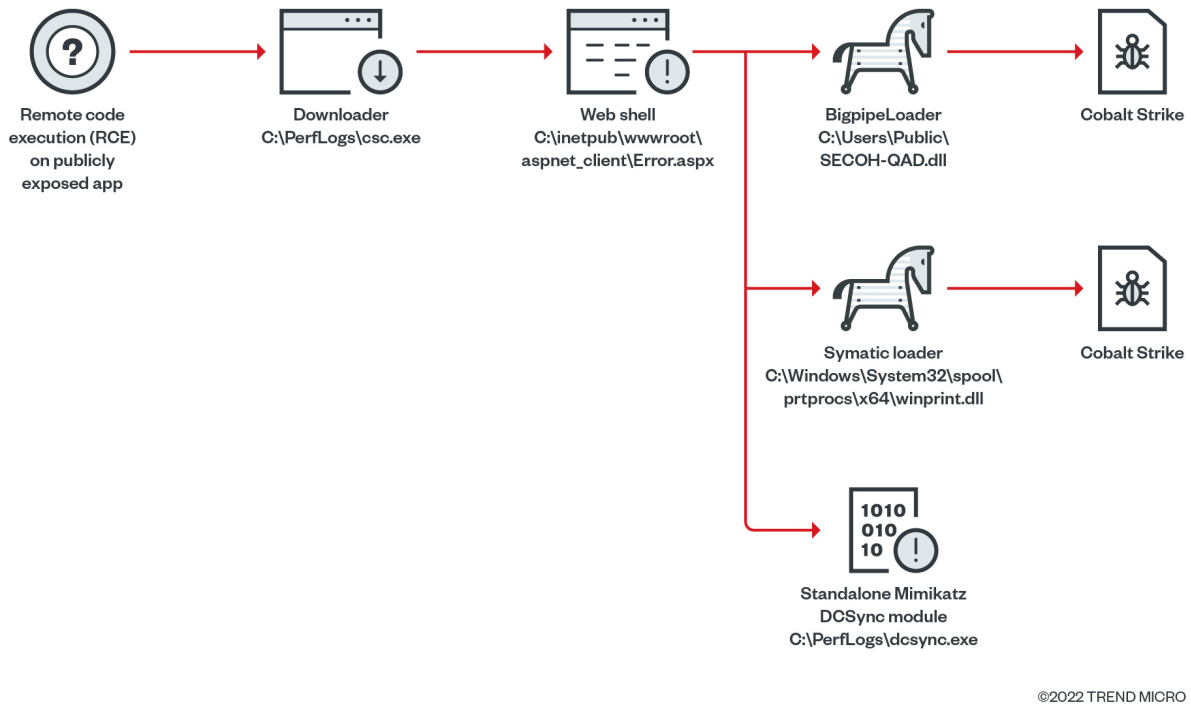 ?
Remote code
execution (RCE)
on publicly
exposed app
Downloader
C:\PerfLogs\csc.exe
Web shell
C:\inetpub\wwwroot\
aspnet_client\Error.aspx
BigpipeLoader
C:\Users\Public\
SECOH-QAD.dll
Cobalt Strike
Symatic loader
C:\Windows\System32\spool\
prtprocs\x64\winprint.dll
Cobalt Strike
1010
010
10
Standalone Mimikatz
DCSync module
C:\PerfLogs\dcsync.exe
©2022 TREND MICRO